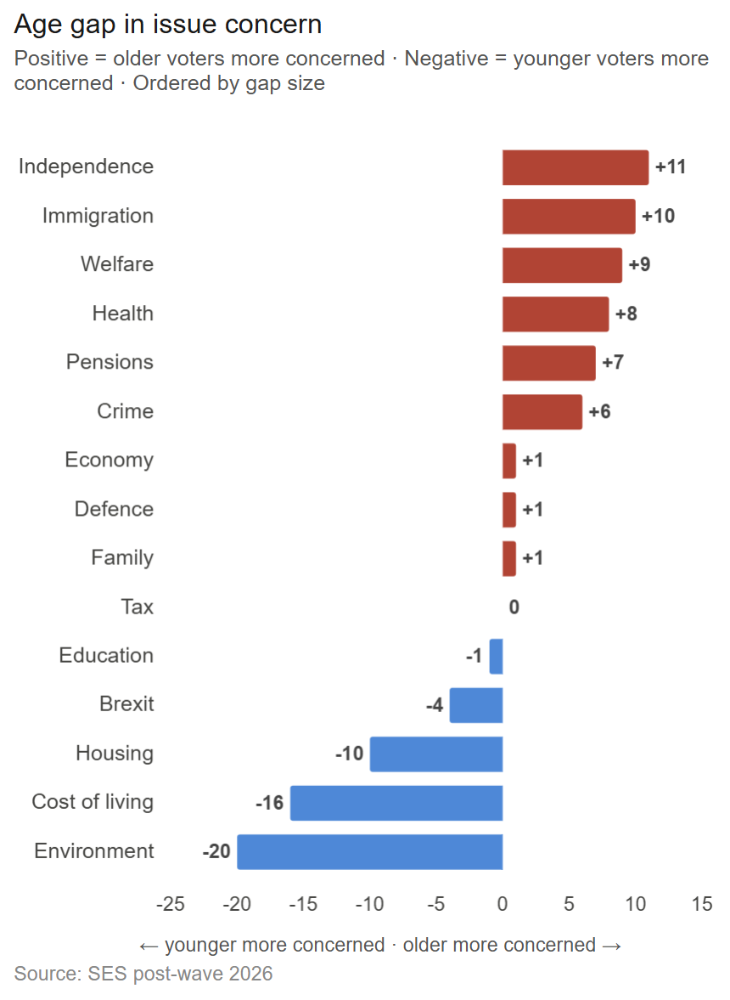 Age gap in issue concern
Positive = older voters more concerned · Negative = younger voters more
concerned · Ordered by gap size
Independence +11
Immigration +10
Welfare +9
Health +8
Pensions +7
Crime +6
Economy +1
Defence +1
Family +1
Tax 0
Education -1
Brexit -4
Housing -10
Cost of living -16
Environment -20
-25 -20 -15 -10 -5 0 5 10 15
← younger more concerned · older more concerned →
Source: SES post-wave 2026